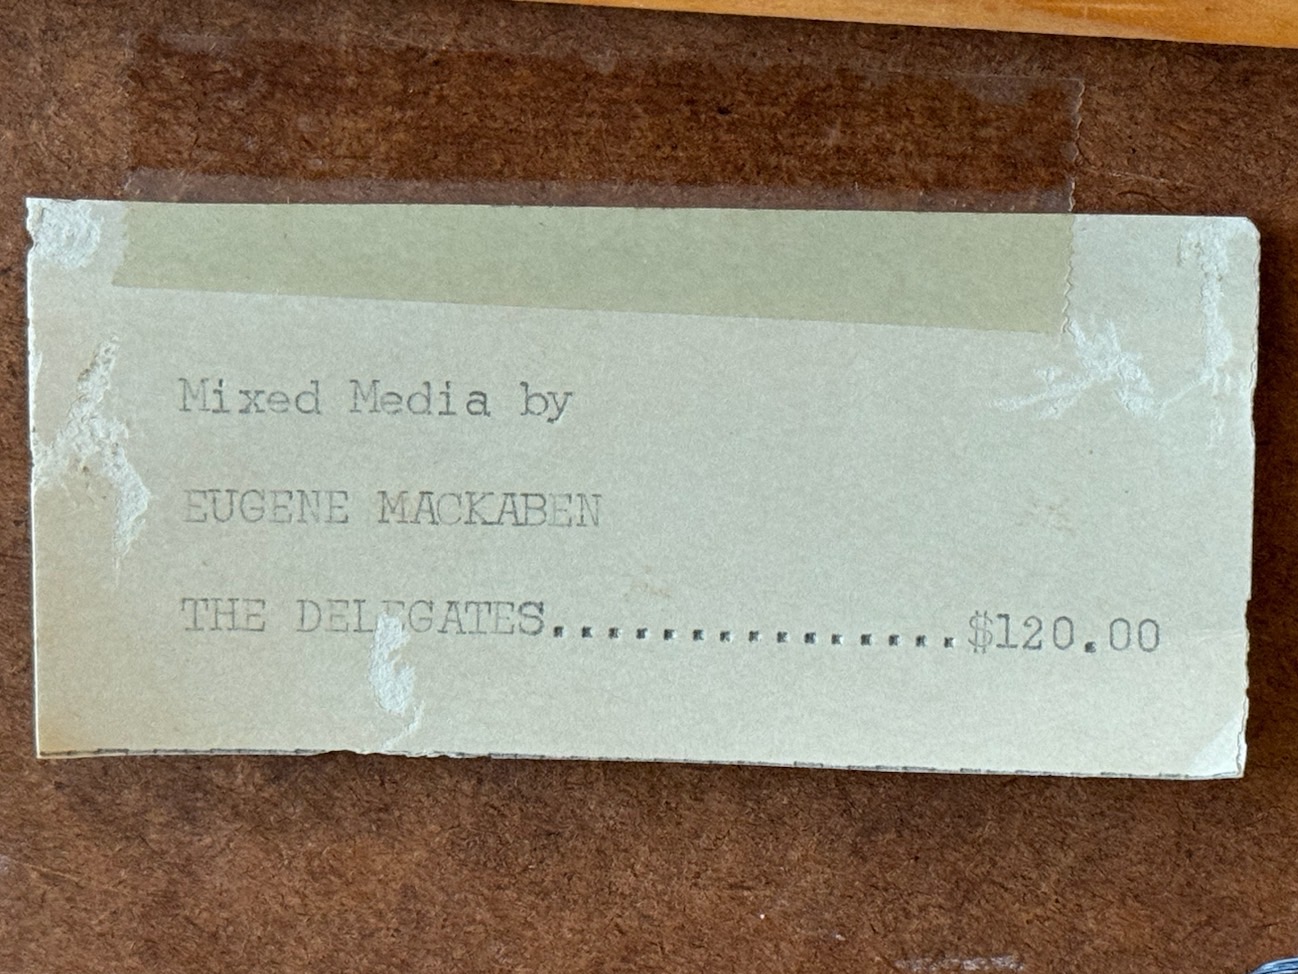 Mixed Media by
EUGENE MACKABEN
THE DELEGATES...............$120.00